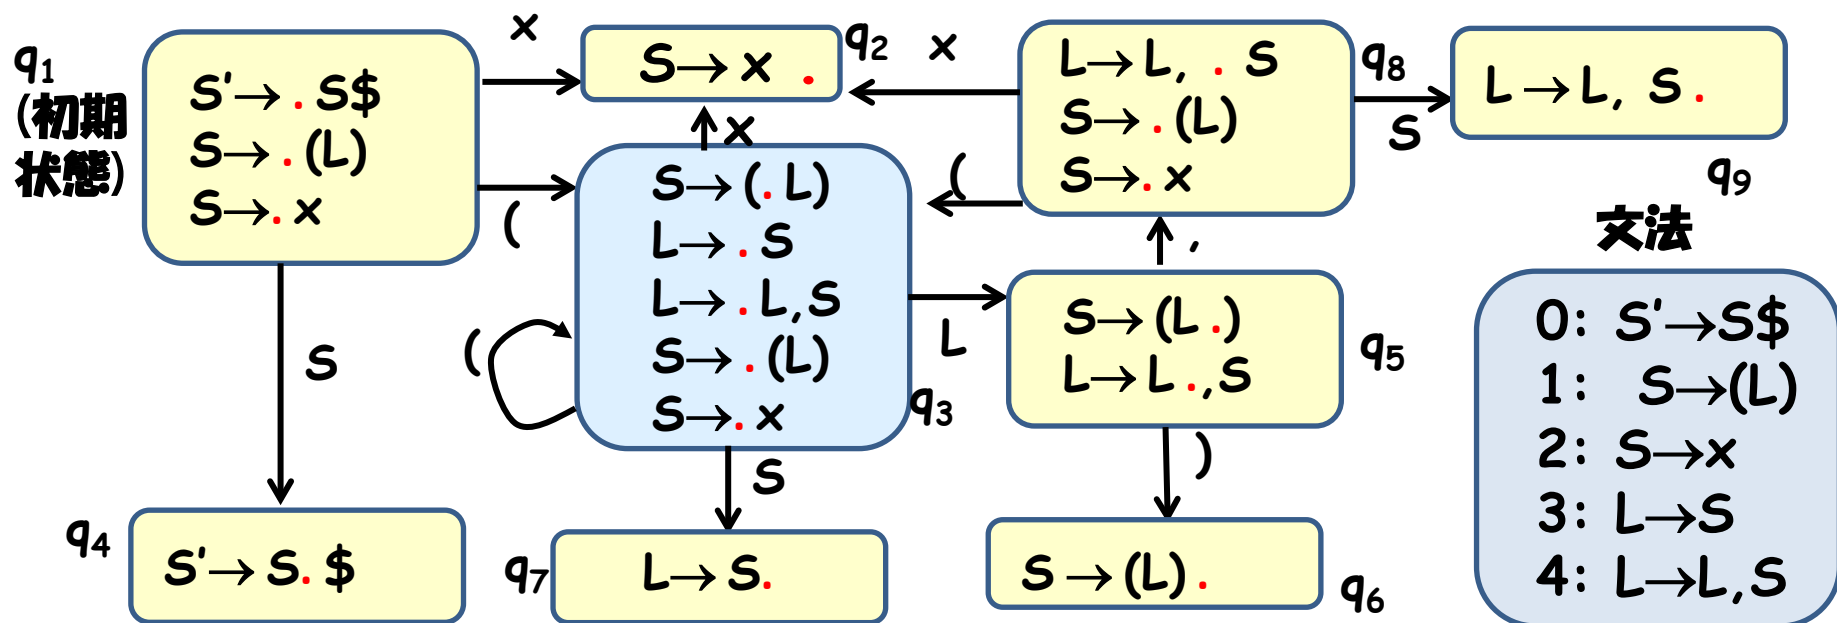 q1
(初期
状態)
S'→ . S$
S→ . (L)
S→. x
x
(
S
S→ x .
q2
x
x
L→L, . S
S→ . (L)
S→. x
q8
S
L →L, S .
q9
(
,
S→(. L)
L→ . S
L→ . L,S
S→ . (L)
S→. x
q3
(
L
S
S→(L .)
L→L .,S
q5
)
q4
S'→ S. $
q7
L→ S.
S →(L) .
q6
文法
0: S'→S$
1: S→(L)
2: S→x
3: L→S
4: L→L,S